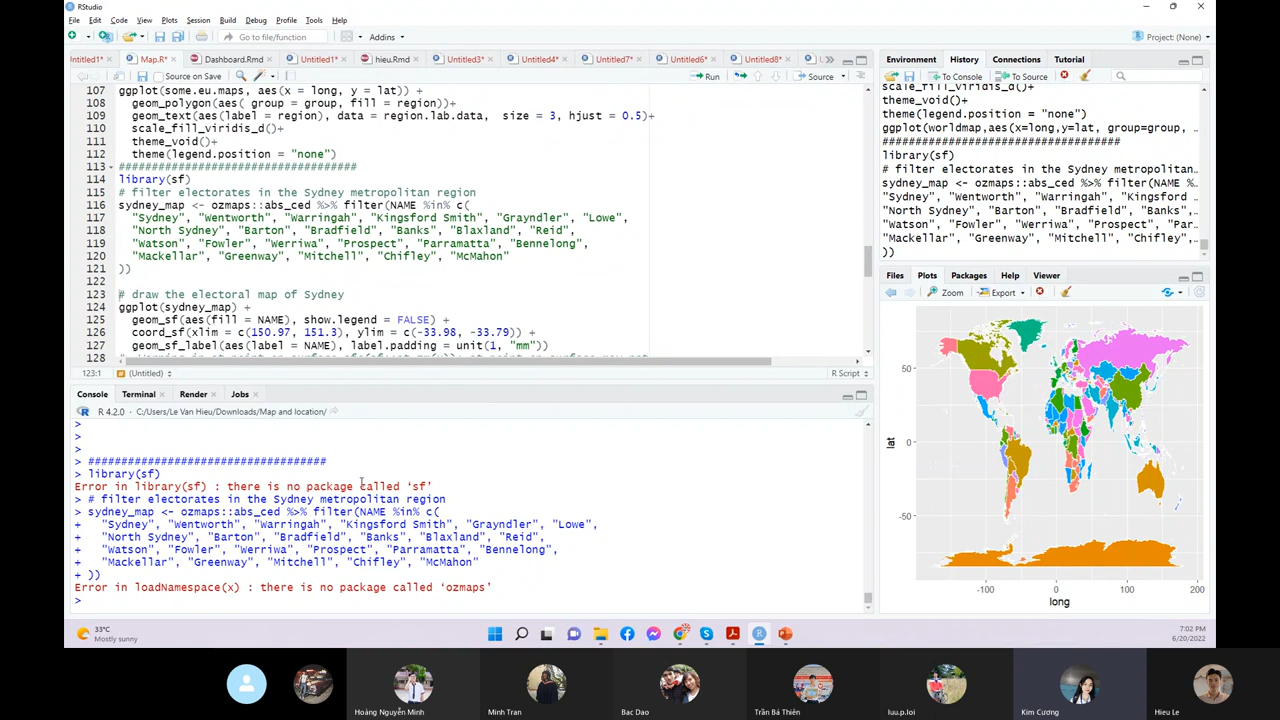 RStudio
File Edit Code View Plots Session Build Debug Profile Tools Help
Go to file/function Addins Project: (None)
Intitled1* Map.R* Dashboard.Rmd Untitled1* hieu.Rmd Untitled3* Untitled4* Untitled7* Untitled6* Untitled8*
Source on Save Run Source
107 ggplot(some.eu.maps, aes(x = long, y = lat)) +
108 geom_polygon(aes( group = group, fill = region))+
109 geom_text(aes(label = region), data = region.lab.data, size = 3, hjust = 0.5)+
110 scale_fill_viridis_d()+
111 theme_void()+
112 theme(legend.position = "none")
113 ####################################
114 library(sf)
115 # filter electorates in the Sydney metropolitan region
116 sydney_map <- ozmaps::abs_ced %>% filter(NAME %in% c(
117 "Sydney", "Wentworth", "Warringah", "Kingsford Smith", "Grayndler", "Lowe",
118 "North Sydney", "Barton", "Bradfield", "Banks", "Blaxland", "Reid",
119 "Watson", "Fowler", "Werriwa", "Prospect", "Parramatta", "Bennelong",
120 "Mackellar", "Greenway", "Mitchell", "Chifley", "McMahon"
121 ))
122
123 # draw the electoral map of Sydney
124 ggplot(sydney_map) +
125 geom_sf(aes(fill = NAME), show.legend = FALSE) +
126 coord_sf(xlim = c(150.97, 151.3), ylim = c(-33.98, -33.79)) +
127 geom_sf_label(aes(label = NAME), label.padding = unit(1, "mm"))
128
123:1 (Untitled) R Script
Console Terminal Render Jobs
R 4.2.0 · C:/Users/Le Van Hieu/Downloads/Map and location/
>
>
>
> ####################################
> library(sf)
Error in library(sf) : there is no package called ‘sf’
> # filter electorates in the Sydney metropolitan region
> sydney_map <- ozmaps::abs_ced %>% filter(NAME %in% c(
+ "Sydney", "Wentworth", "Warringah", "Kingsford Smith", "Grayndler", "Lowe",
+ "North Sydney", "Barton", "Bradfield", "Banks", "Blaxland", "Reid",
+ "Watson", "Fowler", "Werriwa", "Prospect", "Parramatta", "Bennelong",
+ "Mackellar", "Greenway", "Mitchell", "Chifley", "McMahon"
+ ))
Error in loadNamespace(x) : there is no package called ‘ozmaps’
>
Environment History Connections Tutorial
To Console To Source
scale_fill_viridis_d()+
theme_void()+
theme(legend.position = "none")
ggplot(worldmap,aes(x=long,y=lat, group=group, …
####################################
library(sf)
# filter electorates in the Sydney metropolitan…
sydney_map <- ozmaps::abs_ced %>% filter(NAME %…
"Sydney", "Wentworth", "Warringah", "Kingsford …
"North Sydney", "Barton", "Bradfield", "Banks",…
"Watson", "Fowler", "Werriwa", "Prospect", "Par…
"Mackellar", "Greenway", "Mitchell", "Chifley",…
))
Files Plots Packages Help Viewer
Zoom Export
50
0
-50
lat
-100 0 100 200
long
33°C
Mostly sunny
7:02 PM
6/20/2022
Hoàng Nguyễn Minh Minh Tran Bac Dao Trần Bá Thiên luu.p.loi Kim Cương Hieu Le